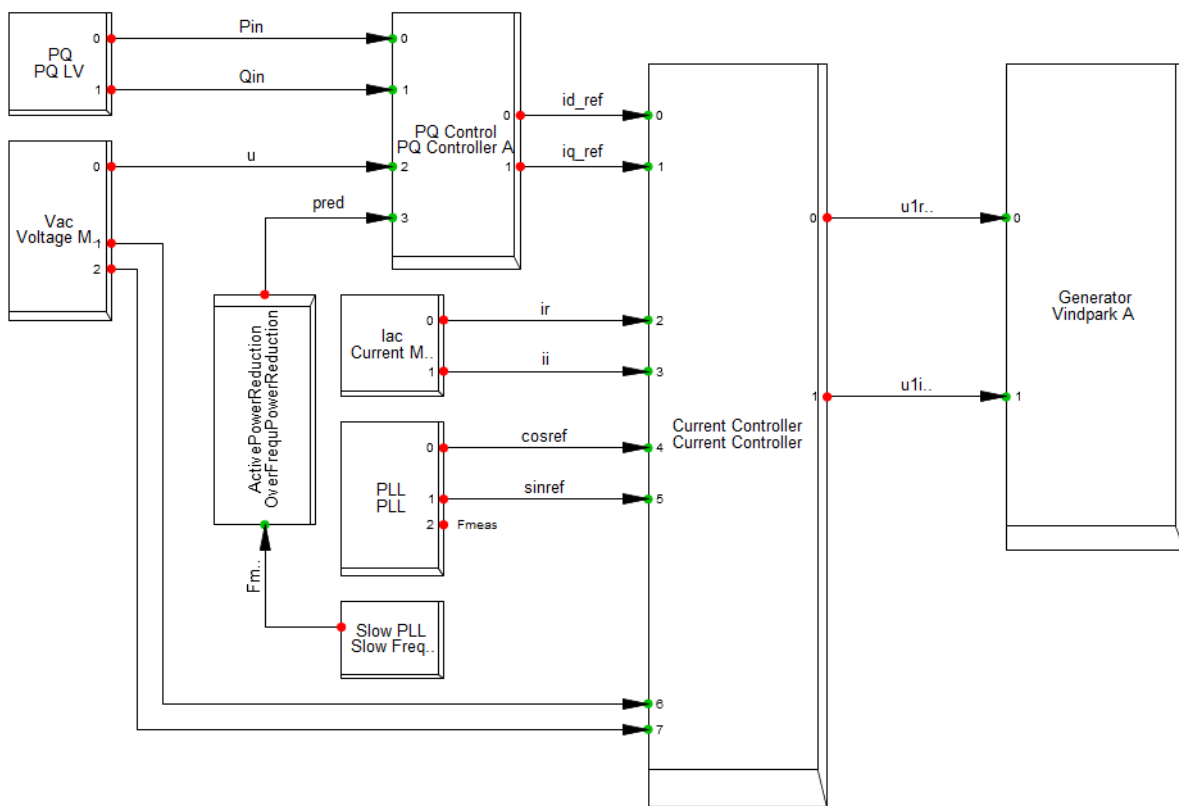 0
PQ
PQ LV
1
Pin
Qin
0
1
0
PQ Control
PQ Controller A
1
2
3
id_ref
iq_ref
0
Vac
Voltage M..
1
2
u
pred
ActivePowerReduction
OverFrequPowerReduction
Fm..
0
Iac
Current M..
1
ir
ii
0
PLL
PLL
1
2
cosref
sinref
Fmeas
Slow PLL
Slow Freq..
0
1
2
3
4
5
6
7
Current Controller
Current Controller
0
1
u1r..
u1i..
0
1
Generator
Vindpark A